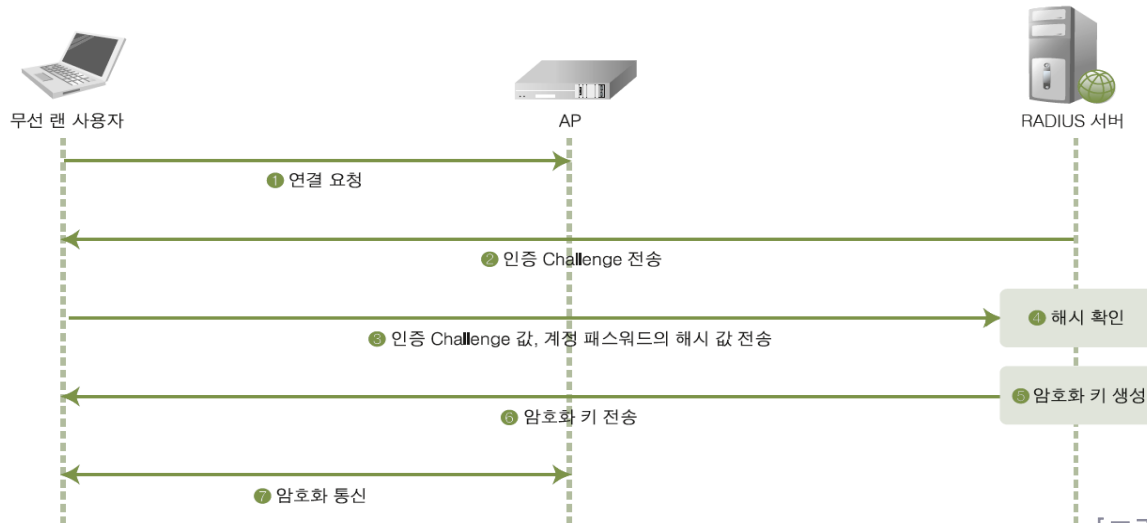 무선 랜 사용자
AP
RADIUS 서버
❶ 연결 요청
❷ 인증 Challenge 전송
❸ 인증 Challenge 값, 계정 패스워드의 해시 값 전송
❹ 해시 확인
❺ 암호화 키 생성
❻ 암호화 키 전송
❼ 암호화 통신